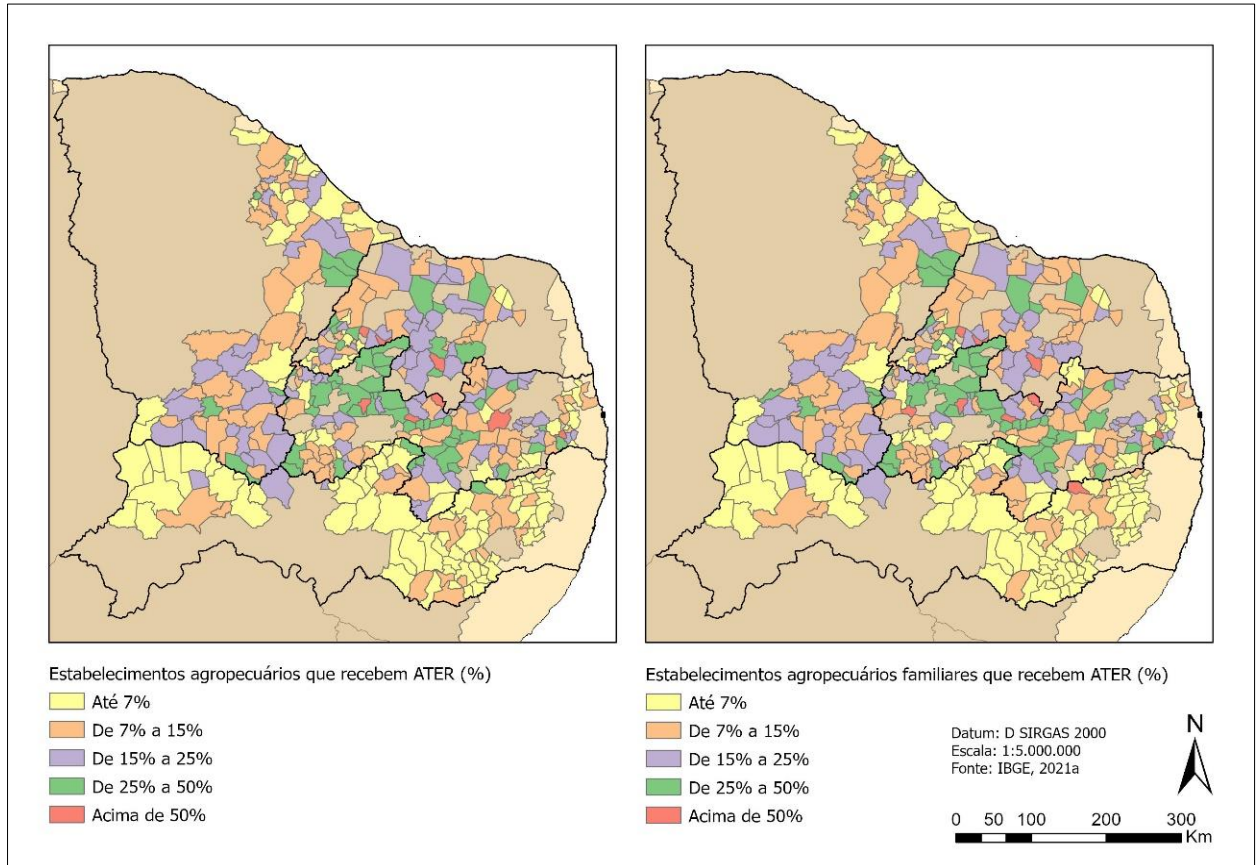 Estabelecimentos agropecuários que recebem ATER (%)
Até 7%
De 7% a 15%
De 15% a 25%
De 25% a 50%
Acima de 50%
Estabelecimentos agropecuários familiares que recebem ATER (%)
Até 7%
De 7% a 15%
De 15% a 25%
De 25% a 50%
Acima de 50%
Datum: D SIRGAS 2000
Escala: 1:5.000.000
Fonte: IBGE, 2021a
N
0 50 100 200 300
Km